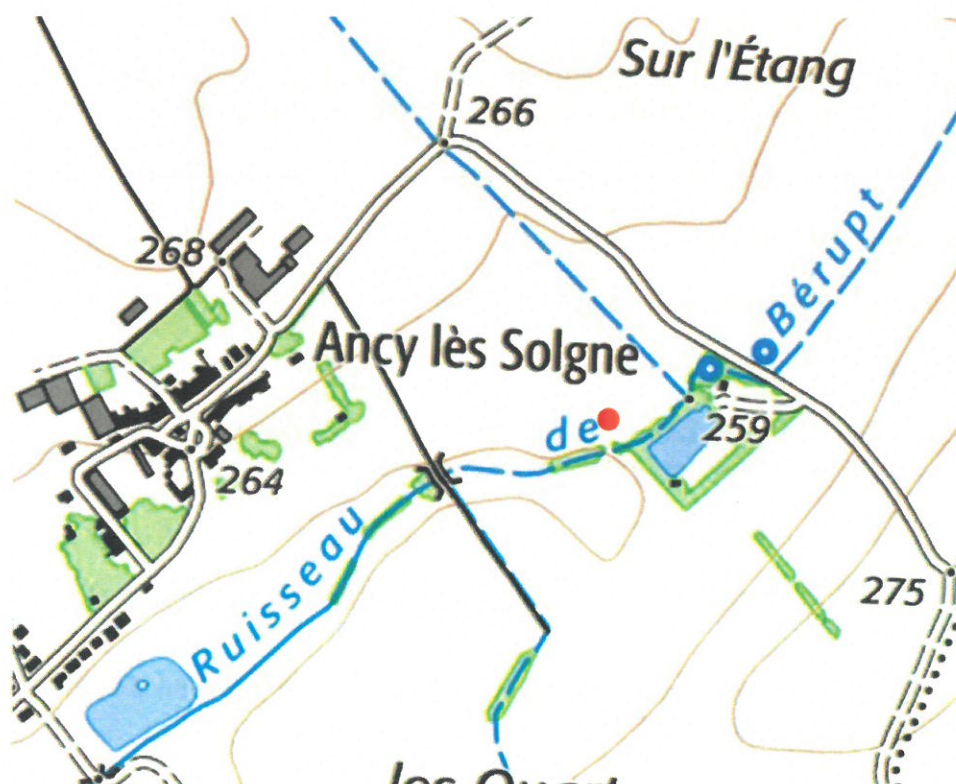 Sur l'Étang
266
268
Bérupt
Ancy lès Solgne
de
259
264
Ruisseau
275